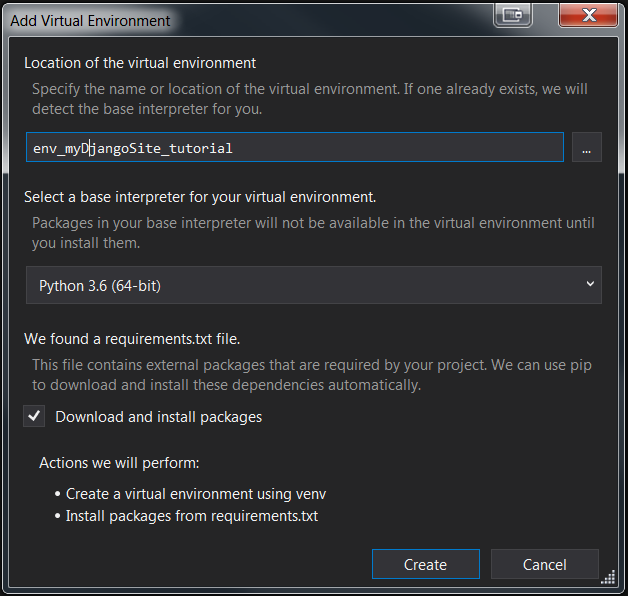 Add Virtual Environment
Location of the virtual environment
Specify the name or location of the virtual environment. If one already exists, we will
detect the base interpreter for you.
env_myDjangoSite_tutorial
...
Select a base interpreter for your virtual environment.
Packages in your base interpreter will not be available in the virtual environment until
you install them.
Python 3.6 (64-bit)
We found a requirements.txt file.
This file contains external packages that are required by your project. We can use pip
to download and install these dependencies automatically.
Download and install packages
Actions we will perform:
• Create a virtual environment using venv
• Install packages from requirements.txt
Create
Cancel